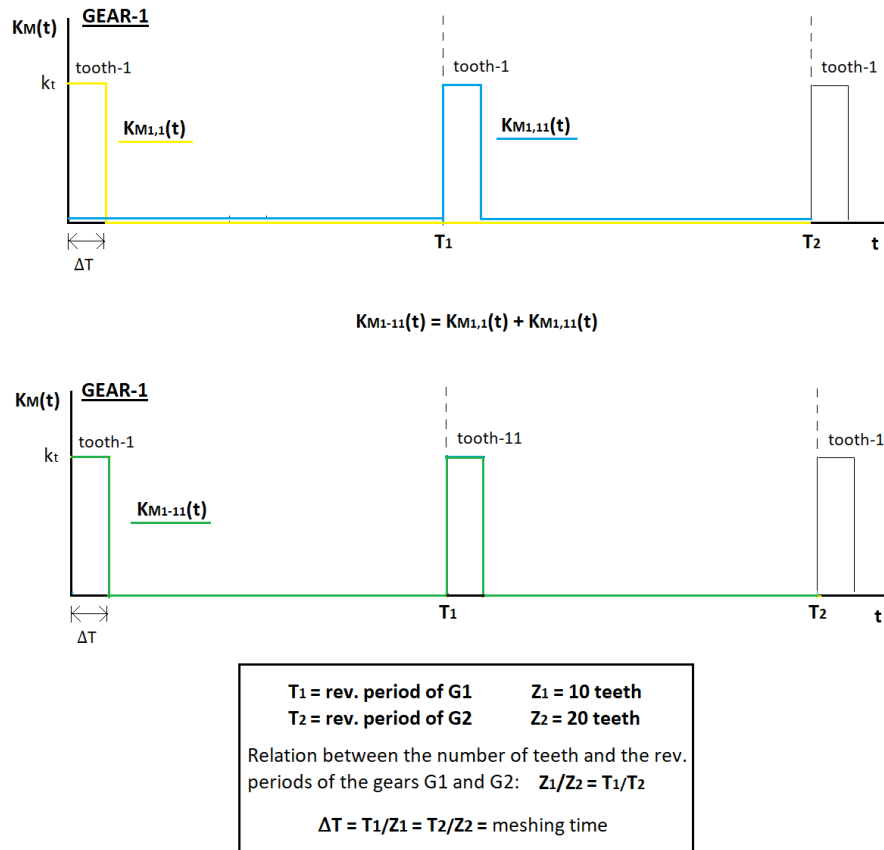 KM(t) GEAR-1
tooth-1 tooth-1 tooth-1
kt
KM1,1(t) KM1,11(t)
T1 T2 t
ΔT
KM1-11(t) = KM1,1(t) + KM1,11(t)
KM(t) GEAR-1
tooth-1 tooth-11 tooth-1
kt
KM1-11(t)
T1 T2 t
ΔT
T1 = rev. period of G1 Z1 = 10 teeth
T2 = rev. period of G2 Z2 = 20 teeth
Relation between the number of teeth and the rev.
periods of the gears G1 and G2: Z1/Z2 = T1/T2
ΔT = T1/Z1 = T2/Z2 = meshing time